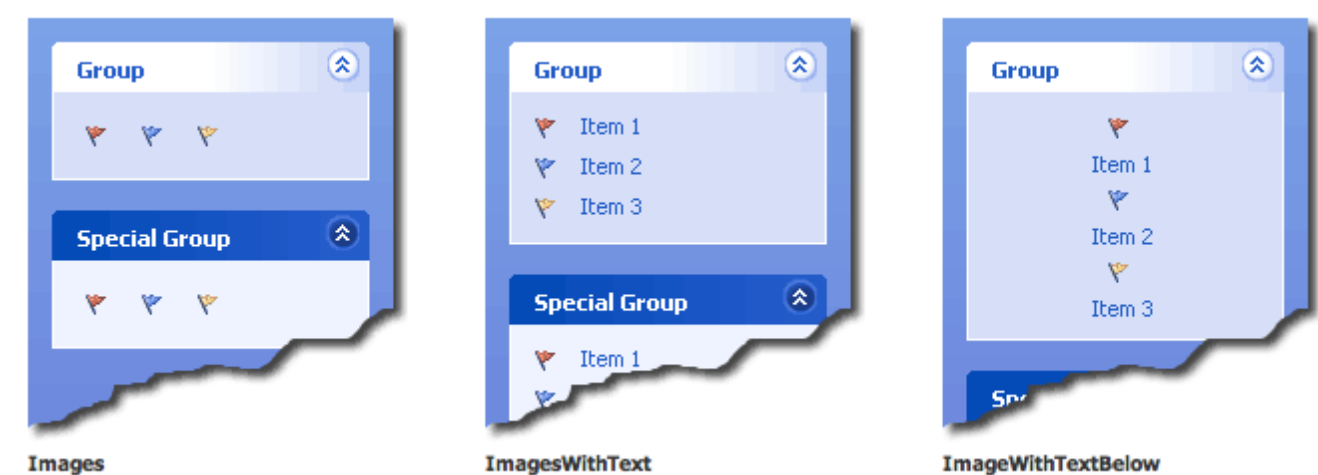 Group
Special Group
Images
Group
Item 1
Item 2
Item 3
Special Group
Item 1
ImagesWithText
Group
Item 1
Item 2
Item 3
ImageWithTextBelow